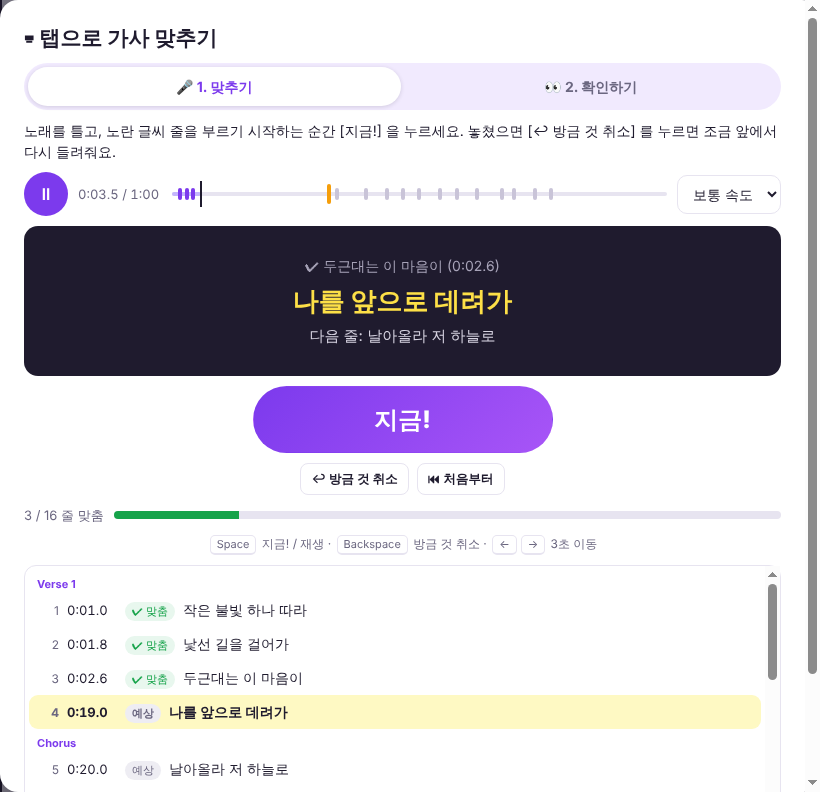 탭으로 가사 맞추기
🎤 1. 맞추기
👀 2. 확인하기
노래를 틀고, 노란 글씨 줄을 부르기 시작하는 순간 [지금!] 을 누르세요. 놓쳤으면 [↩ 방금 것 취소] 를 누르면 조금 앞에서
다시 들려줘요.
0:03.5 / 1:00
보통 속도
✔ 두근대는 이 마음이 (0:02.6)
나를 앞으로 데려가
다음 줄: 날아올라 저 하늘로
지금!
↩ 방금 것 취소
⏮ 처음부터
3 / 16 줄 맞춤
Space 지금! / 재생 · Backspace 방금 것 취소 · ← → 3초 이동
Verse 1
1 0:01.0 ✔ 맞춤 작은 불빛 하나 따라
2 0:01.8 ✔ 맞춤 낯선 길을 걸어가
3 0:02.6 ✔ 맞춤 두근대는 이 마음이
4 0:19.0 예상 나를 앞으로 데려가
Chorus
5 0:20.0 예상 날아올라 저 하늘로